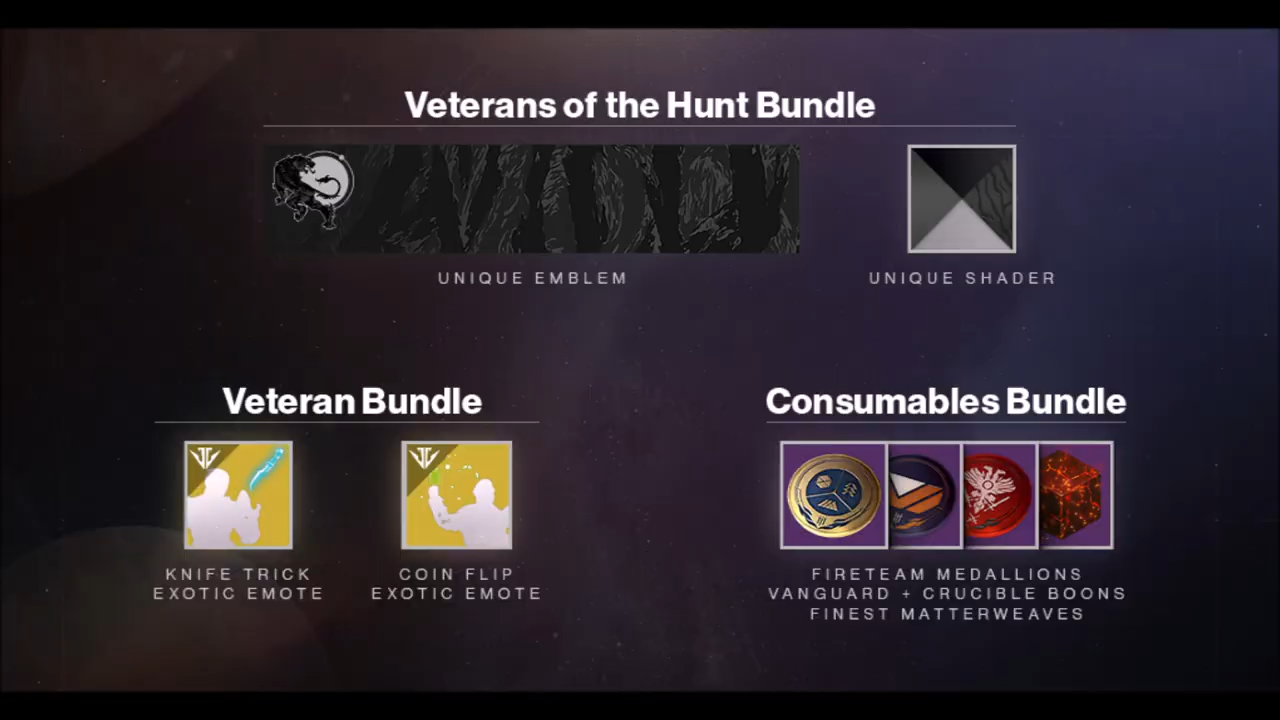 Veterans of the Hunt Bundle
UNIQUE EMBLEM
UNIQUE SHADER
Veteran Bundle
KNIFE TRICK
EXOTIC EMOTE
COIN FLIP
EXOTIC EMOTE
Consumables Bundle
FIRETEAM MEDALLIONS
VANGUARD + CRUCIBLE BOONS
FINEST MATTERWEAVES